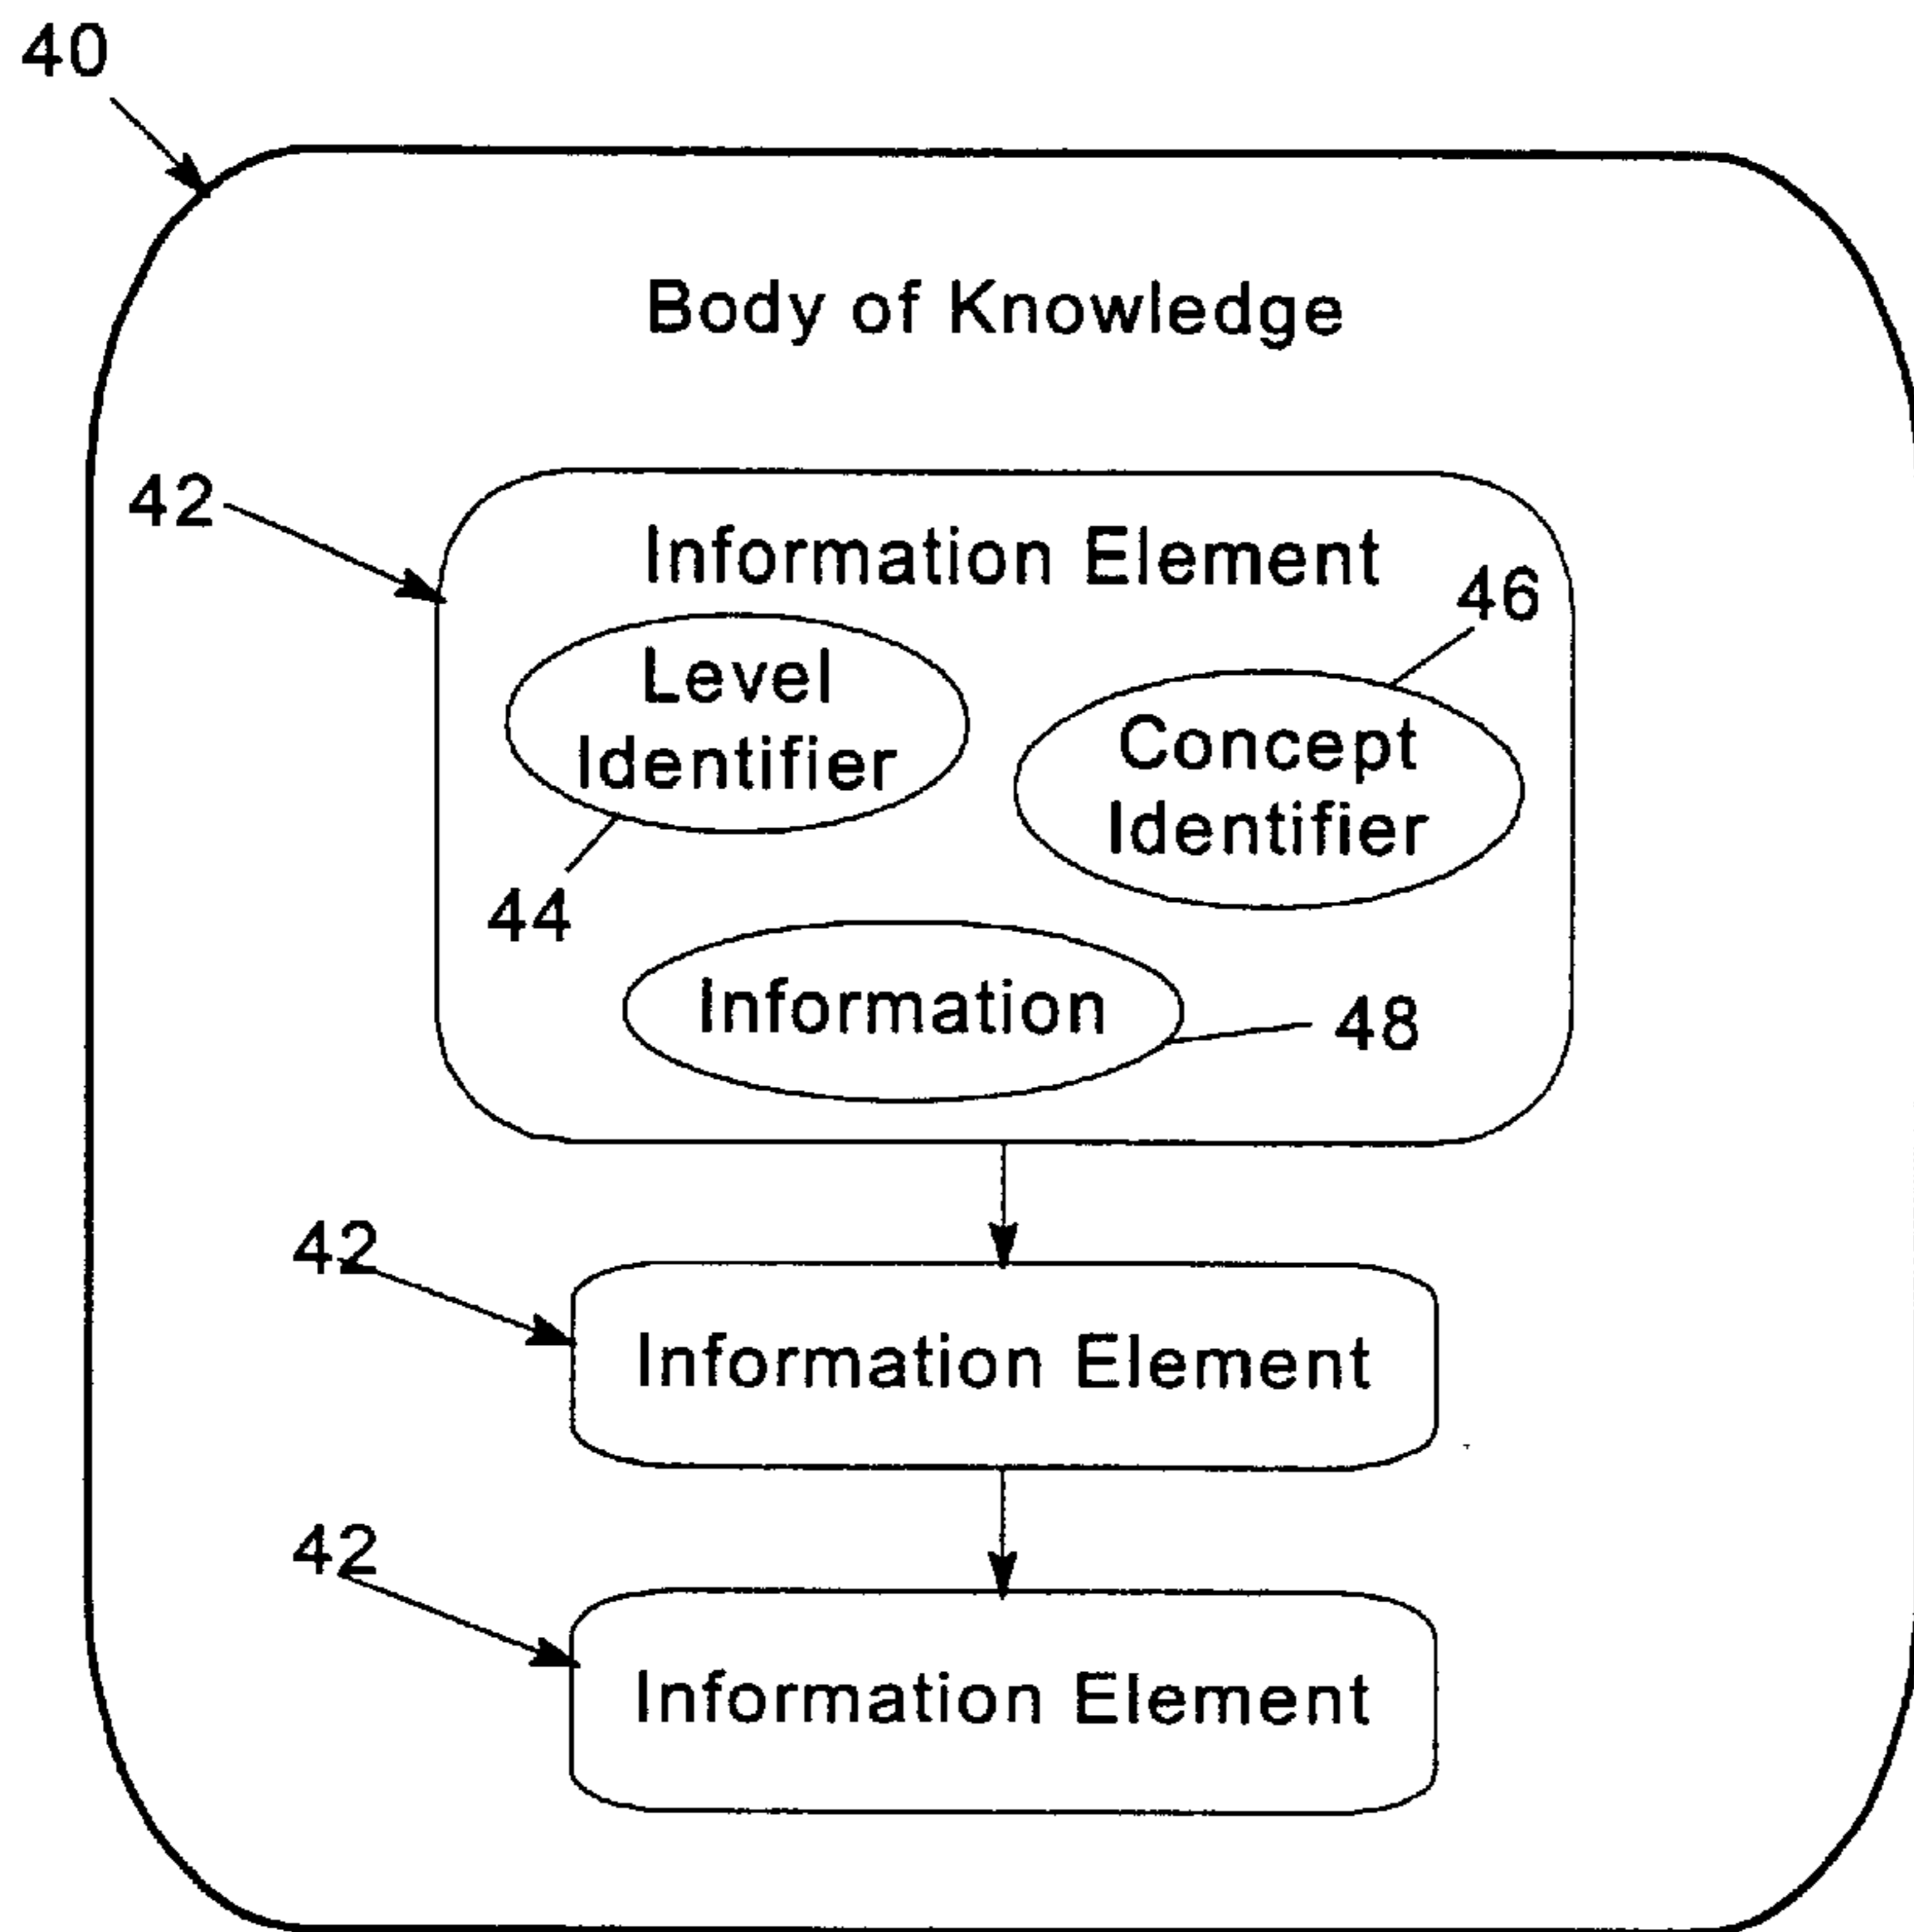 40
Body of Knowledge
42
Information Element
46
Level
Identifier
Concept
Identifier
44
Information
48
42
Information Element
42
Information Element